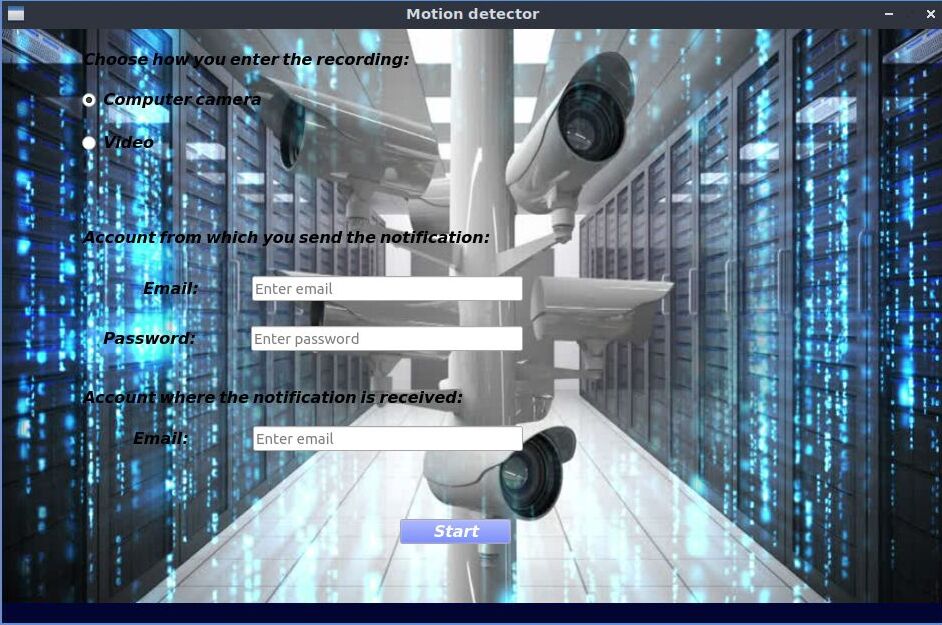 Motion detector
Choose how you enter the recording:
Computer camera
Video
Account from which you send the notification:
Email:
Enter email
Password:
Enter password
Account where the notification is received:
Email:
Enter email
Start